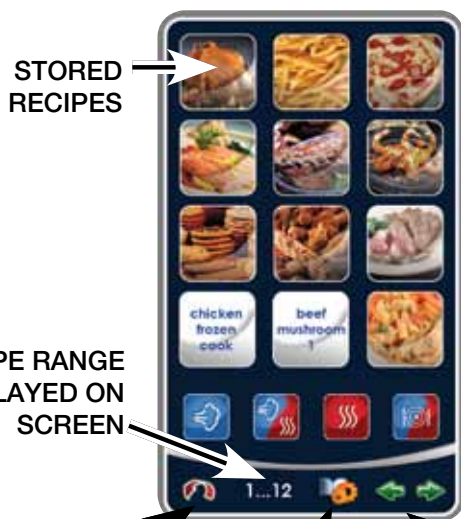 STORED
RECIPES
chicken
frozen
cook
beef
mushroom
1
PE RANGE
LAYED ON
SCREEN
1...12